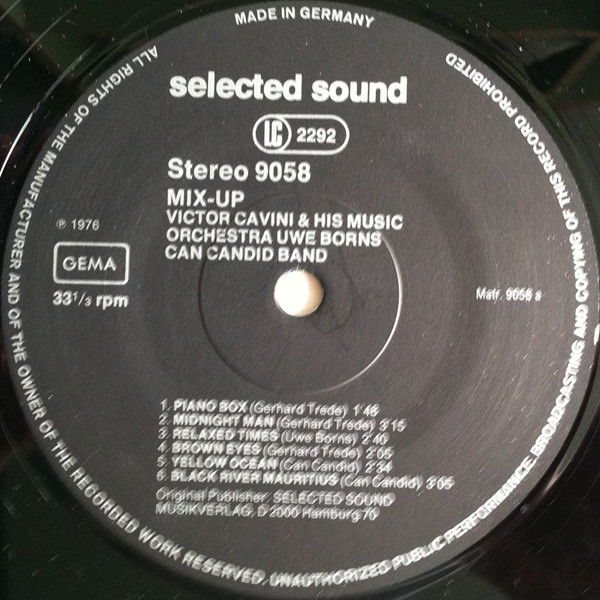 MADE IN GERMANY
ALL RIGHTS OF THE MANUFACTURER AND OF THE OWNER OF THE RECORDED WORK RESERVED. UNAUTHORIZED PUBLIC PERFORMANCE BROADCASTING AND COPYING OF THIS RECORD PROHIBITED
selected sound
LC 2292
Stereo 9058
MIX-UP
VICTOR CAVINI & HIS MUSIC
ORCHESTRA UWE BORNS
CAN CANDID BAND
℗ 1976
GEMA
33 1/3 rpm
Matr. 9058 a
1. PIANO BOX (Gerhard Trede) 1'48
2. MIDNIGHT MAN (Gerhard Trede) 3'15
3. RELAXED TIMES (Uwe Borns) 2'40
4. BROWN EYES (Gerhard Trede) 2'05
5. YELLOW OCEAN (Can Candid) 2'34
6. BLACK RIVER MAURITIUS (Can Candid) 3'05
Original Publisher: SELECTED SOUND
MUSIKVERLAG, D 2000 Hamburg 70